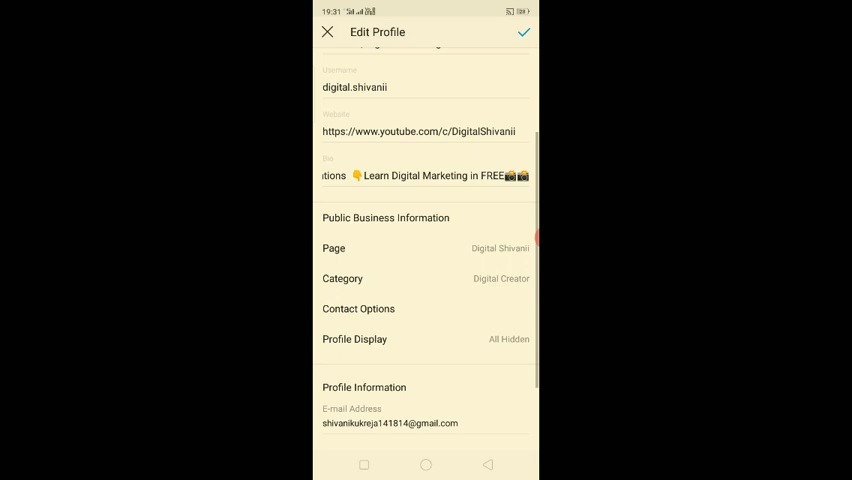 19:31
Edit Profile
Username
digital.shivanii
Website
https://www.youtube.com/c/DigitalShivanii
Bio
ations 👇Learn Digital Marketing in FREE📸📸
Public Business Information
Page Digital Shivanii
Category Digital Creator
Contact Options
Profile Display All Hidden
Profile Information
E-mail Address
shivanikukreja141814@gmail.com